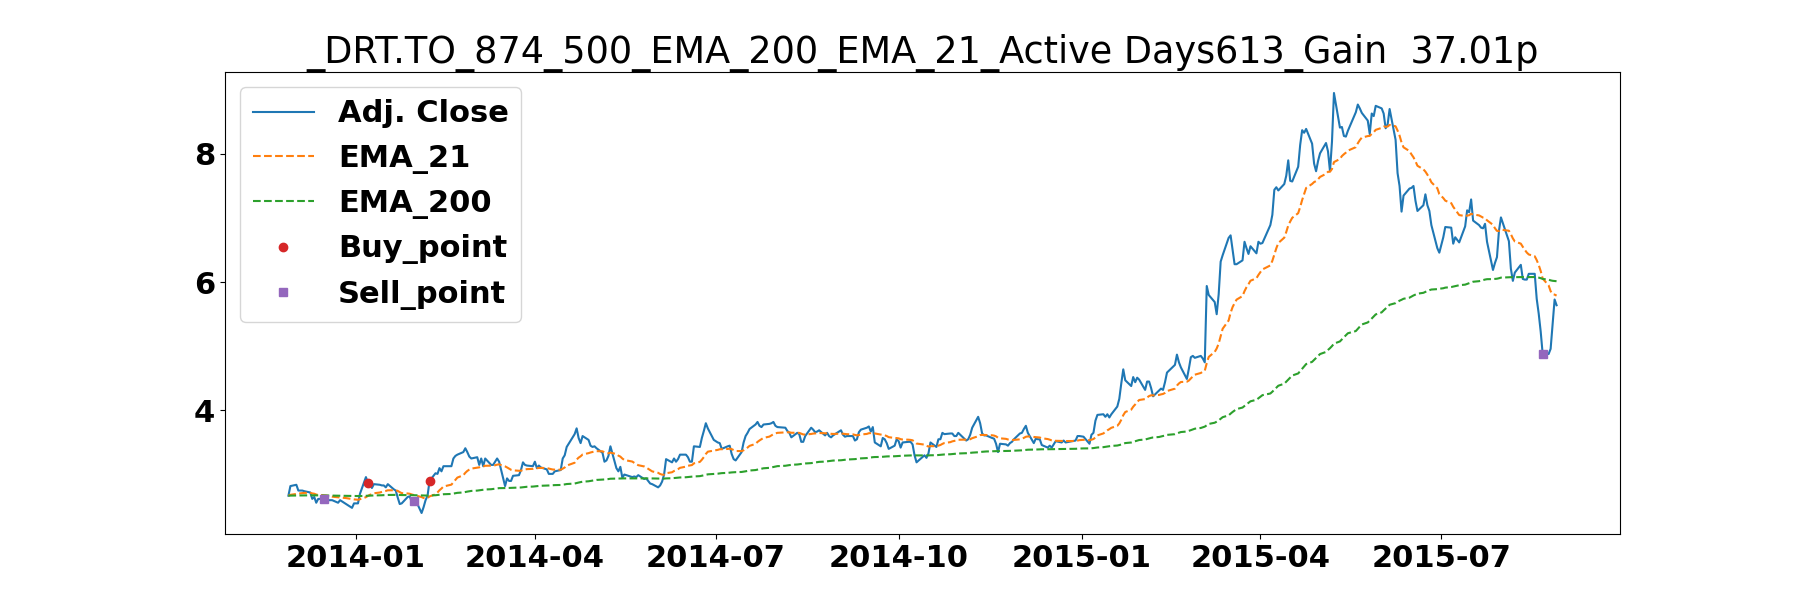 _DRT.TO_874_500_EMA_200_EMA_21_Active Days613_Gain  37.01p
Adj. Close
EMA_21
EMA_200
Buy_point
Sell_point
8
6
4
2014-01 2014-04 2014-07 2014-10 2015-01 2015-04 2015-07